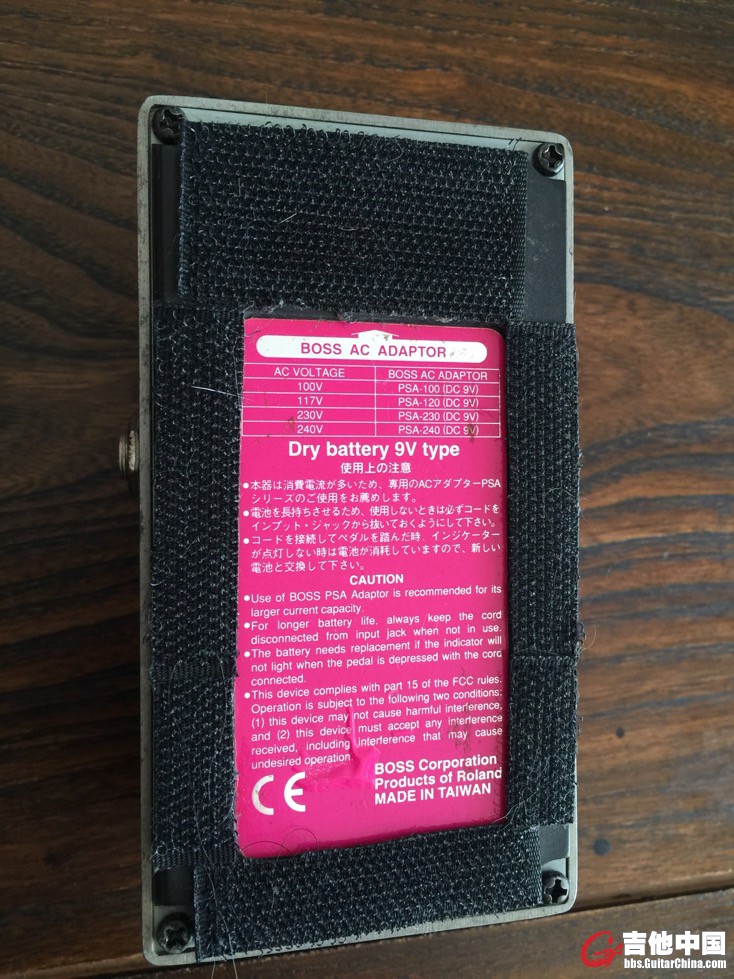 BOSS AC ADAPTOR
AC VOLTAGE BOSS AC ADAPTOR
100V PSA-100 (DC 9V)
117V PSA-120 (DC 9V)
230V PSA-230 (DC 9V)
240V PSA-240 (DC 9V)
Dry battery 9V type
使用上の注意
●本器は消費電流が多いため、専用のACアダプターPSA
シリーズのご使用をお薦めします。
●電池を長持ちさせるため、使用しないときは必ずコードを
インプット・ジャックから抜いておくようにして下さい。
●コードを接続してペダルを踏んだ時、インジケーター
が点灯しない時は電池が消耗していますので、新しい
電池と交換して下さい。
CAUTION
●Use of BOSS PSA Adaptor is recommended for its
larger current capacity.
●For longer battery life, always keep the cord
disconnected from input jack when not in use.
●The battery needs replacement if the indicator will
not light when the pedal is depressed with the cord
connected.
●This device complies with part 15 of the FCC rules.
Operation is subject to the following two conditions:
(1) this device may not cause harmful interference,
and (2) this device must accept any interference
received, including interference that may cause
undesired operation.
CE
BOSS Corporation
Products of Roland
MADE IN TAIWAN
吉他中国
bbs.GuitarChina.com